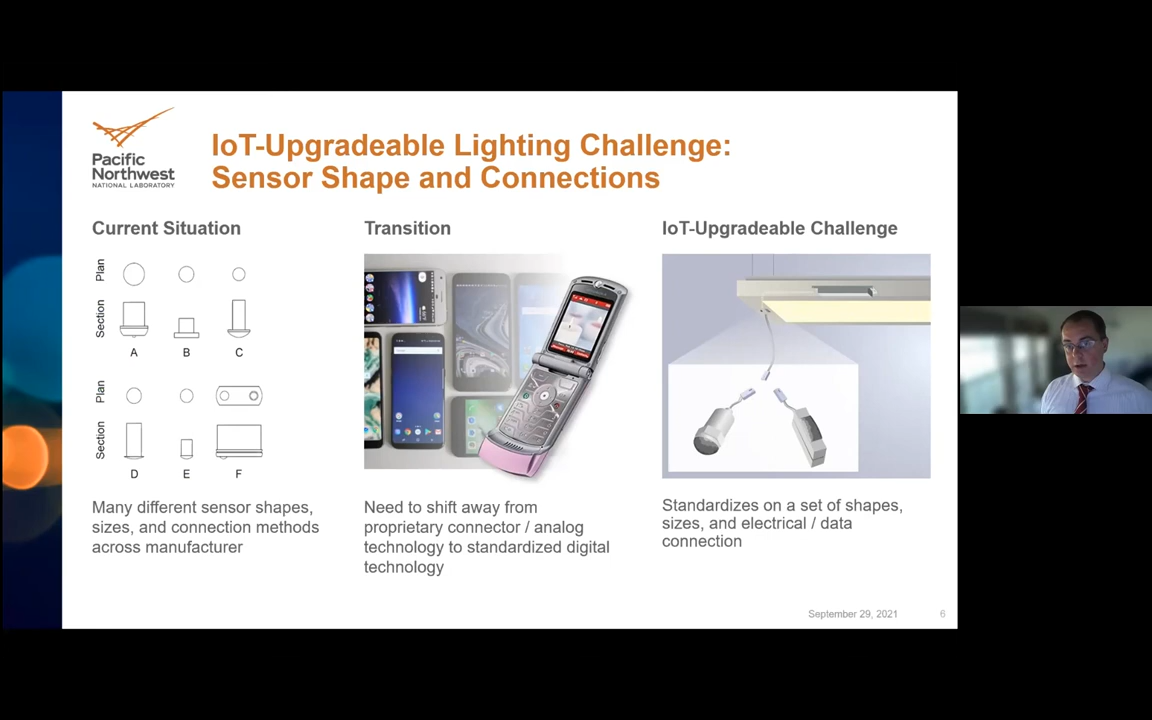 Pacific
Northwest
NATIONAL LABORATORY
IoT-Upgradeable Lighting Challenge:
Sensor Shape and Connections
Current Situation
Plan
Section
A
B
C
Plan
Section
D
E
F
Many different sensor shapes,
sizes, and connection methods
across manufacturer
Transition
Need to shift away from
proprietary connector / analog
technology to standardized digital
technology
IoT-Upgradeable Challenge
Standardizes on a set of shapes,
sizes, and electrical / data
connection
September 29, 2021
6